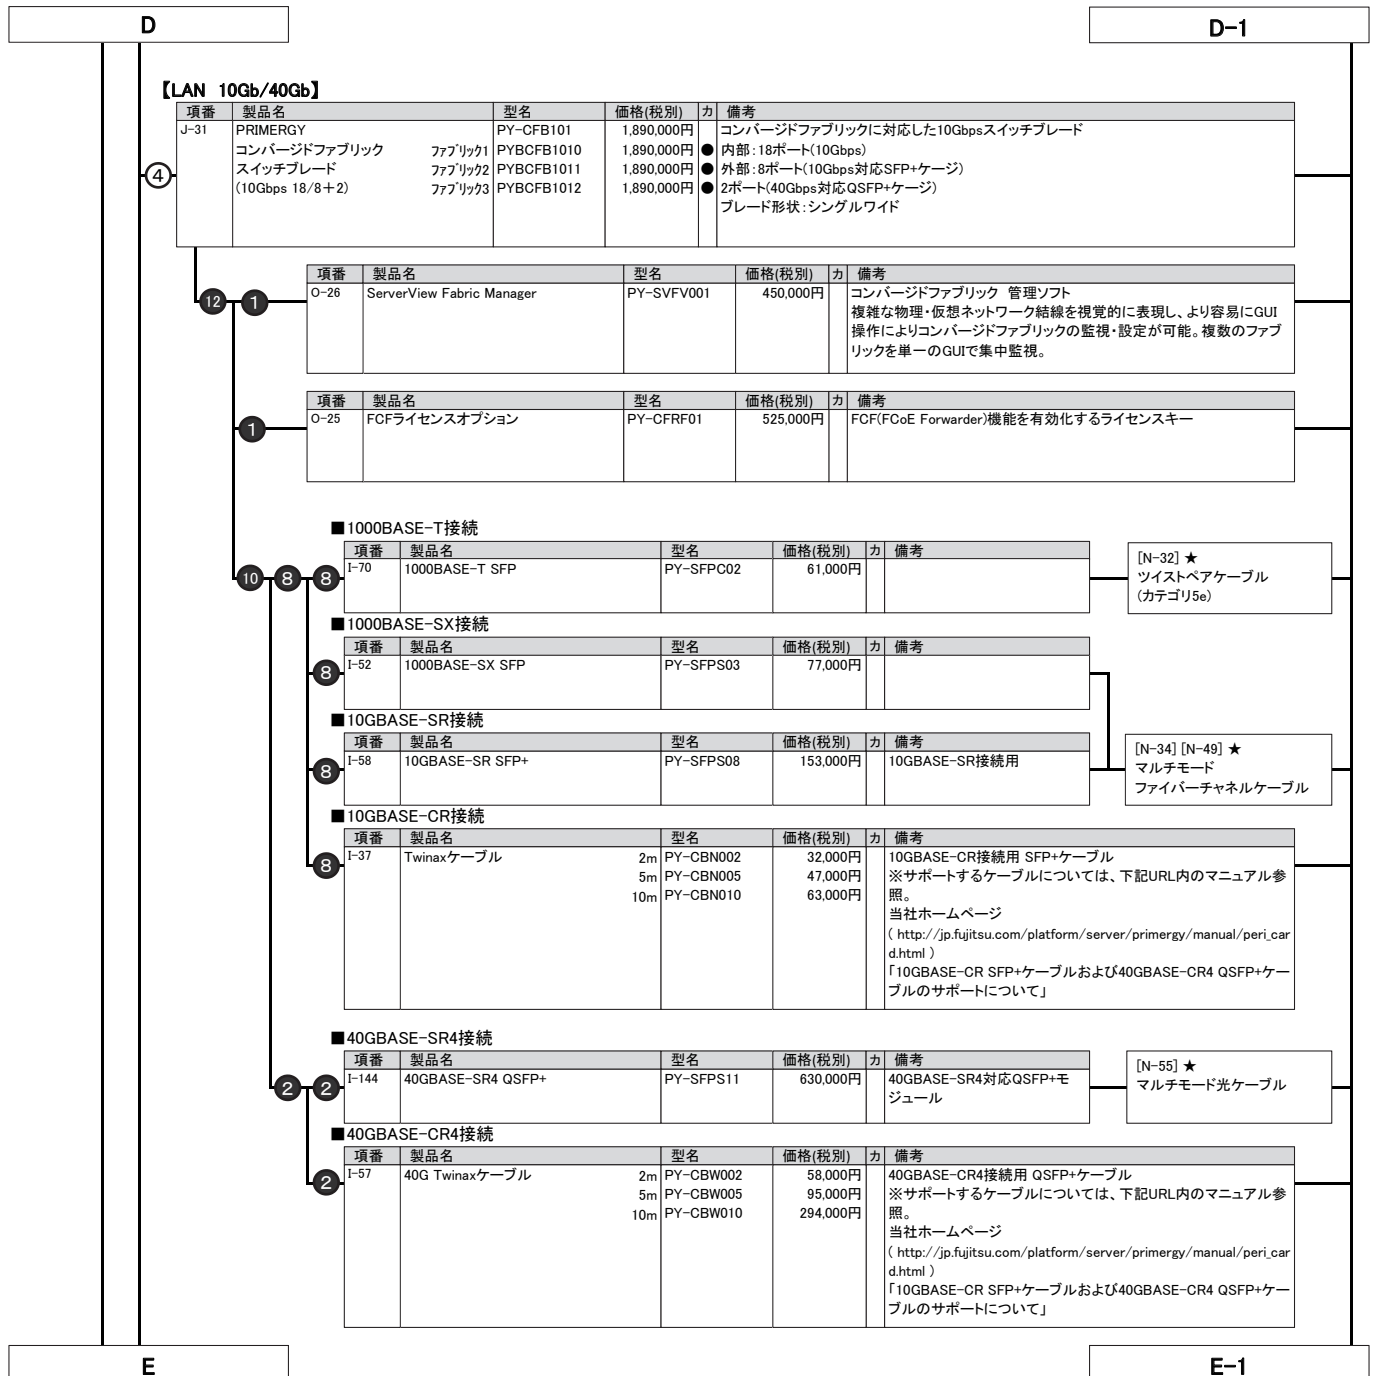 D
D-1
【LAN 10Gb/40Gb】
項番 製品名 型名 価格(税別) カ 備考
J-31 PRIMERGY PY-CFB101 1,890,000円 コンバージドファブリックに対応した10Gbpsスイッチブレード
コンバージドファブリック ファブリック1 PYBCFB1010 1,890,000円 ● 内部:18ポート(10Gbps)
スイッチブレード ファブリック2 PYBCFB1011 1,890,000円 ● 外部:8ポート(10Gbps対応SFP+ケージ)
(10Gbps 18/8+2) ファブリック3 PYBCFB1012 1,890,000円 ● 2ポート(40Gbps対応QSFP+ケージ)
ブレード形状:シングルワイド
4
項番 製品名 型名 価格(税別) カ 備考
12 1 O-26 ServerView Fabric Manager PY-SVFV001 450,000円 コンバージドファブリック 管理ソフト
複雑な物理・仮想ネットワーク結線を視覚的に表現し、より容易にGUI
操作によりコンバージドファブリックの監視・設定が可能。複数のファブ
リックを単一のGUIで集中監視。
項番 製品名 型名 価格(税別) カ 備考
1 O-25 FCFライセンスオプション PY-CFRF01 525,000円 FCF(FCoE Forwarder)機能を有効化するライセンスキー
■1000BASE-T接続
項番 製品名 型名 価格(税別) カ 備考
10 8 8 I-70 1000BASE-T SFP PY-SFPC02 61,000円
[N-32] ★
ツイストペアケーブル
(カテゴリ5e)
■1000BASE-SX接続
項番 製品名 型名 価格(税別) カ 備考
8 I-52 1000BASE-SX SFP PY-SFPS03 77,000円
■10GBASE-SR接続
項番 製品名 型名 価格(税別) カ 備考
8 I-58 10GBASE-SR SFP+ PY-SFPS08 153,000円 10GBASE-SR接続用
[N-34] [N-49] ★
マルチモード
ファイバーチャネルケーブル
■10GBASE-CR接続
項番 製品名 型名 価格(税別) カ 備考
8 I-37 Twinaxケーブル 2m PY-CBN002 32,000円 10GBASE-CR接続用 SFP+ケーブル
5m PY-CBN005 47,000円 ※サポートするケーブルについては、下記URL内のマニュアル参
10m PY-CBN010 63,000円 照。
当社ホームページ
( http://jp.fujitsu.com/platform/server/primergy/manual/peri_car
d.html )
「10GBASE-CR SFP+ケーブルおよび40GBASE-CR4 QSFP+ケー
ブルのサポートについて」
■40GBASE-SR4接続
項番 製品名 型名 価格(税別) カ 備考
2 2 I-144 40GBASE-SR4 QSFP+ PY-SFPS11 630,000円 40GBASE-SR4対応QSFP+モ
ジュール
[N-55] ★
マルチモード光ケーブル
■40GBASE-CR4接続
項番 製品名 型名 価格(税別) カ 備考
2 I-57 40G Twinaxケーブル 2m PY-CBW002 58,000円 40GBASE-CR4接続用 QSFP+ケーブル
5m PY-CBW005 95,000円 ※サポートするケーブルについては、下記URL内のマニュアル参
10m PY-CBW010 294,000円 照。
当社ホームページ
( http://jp.fujitsu.com/platform/server/primergy/manual/peri_car
d.html )
「10GBASE-CR SFP+ケーブルおよび40GBASE-CR4 QSFP+ケー
ブルのサポートについて」
E
E-1